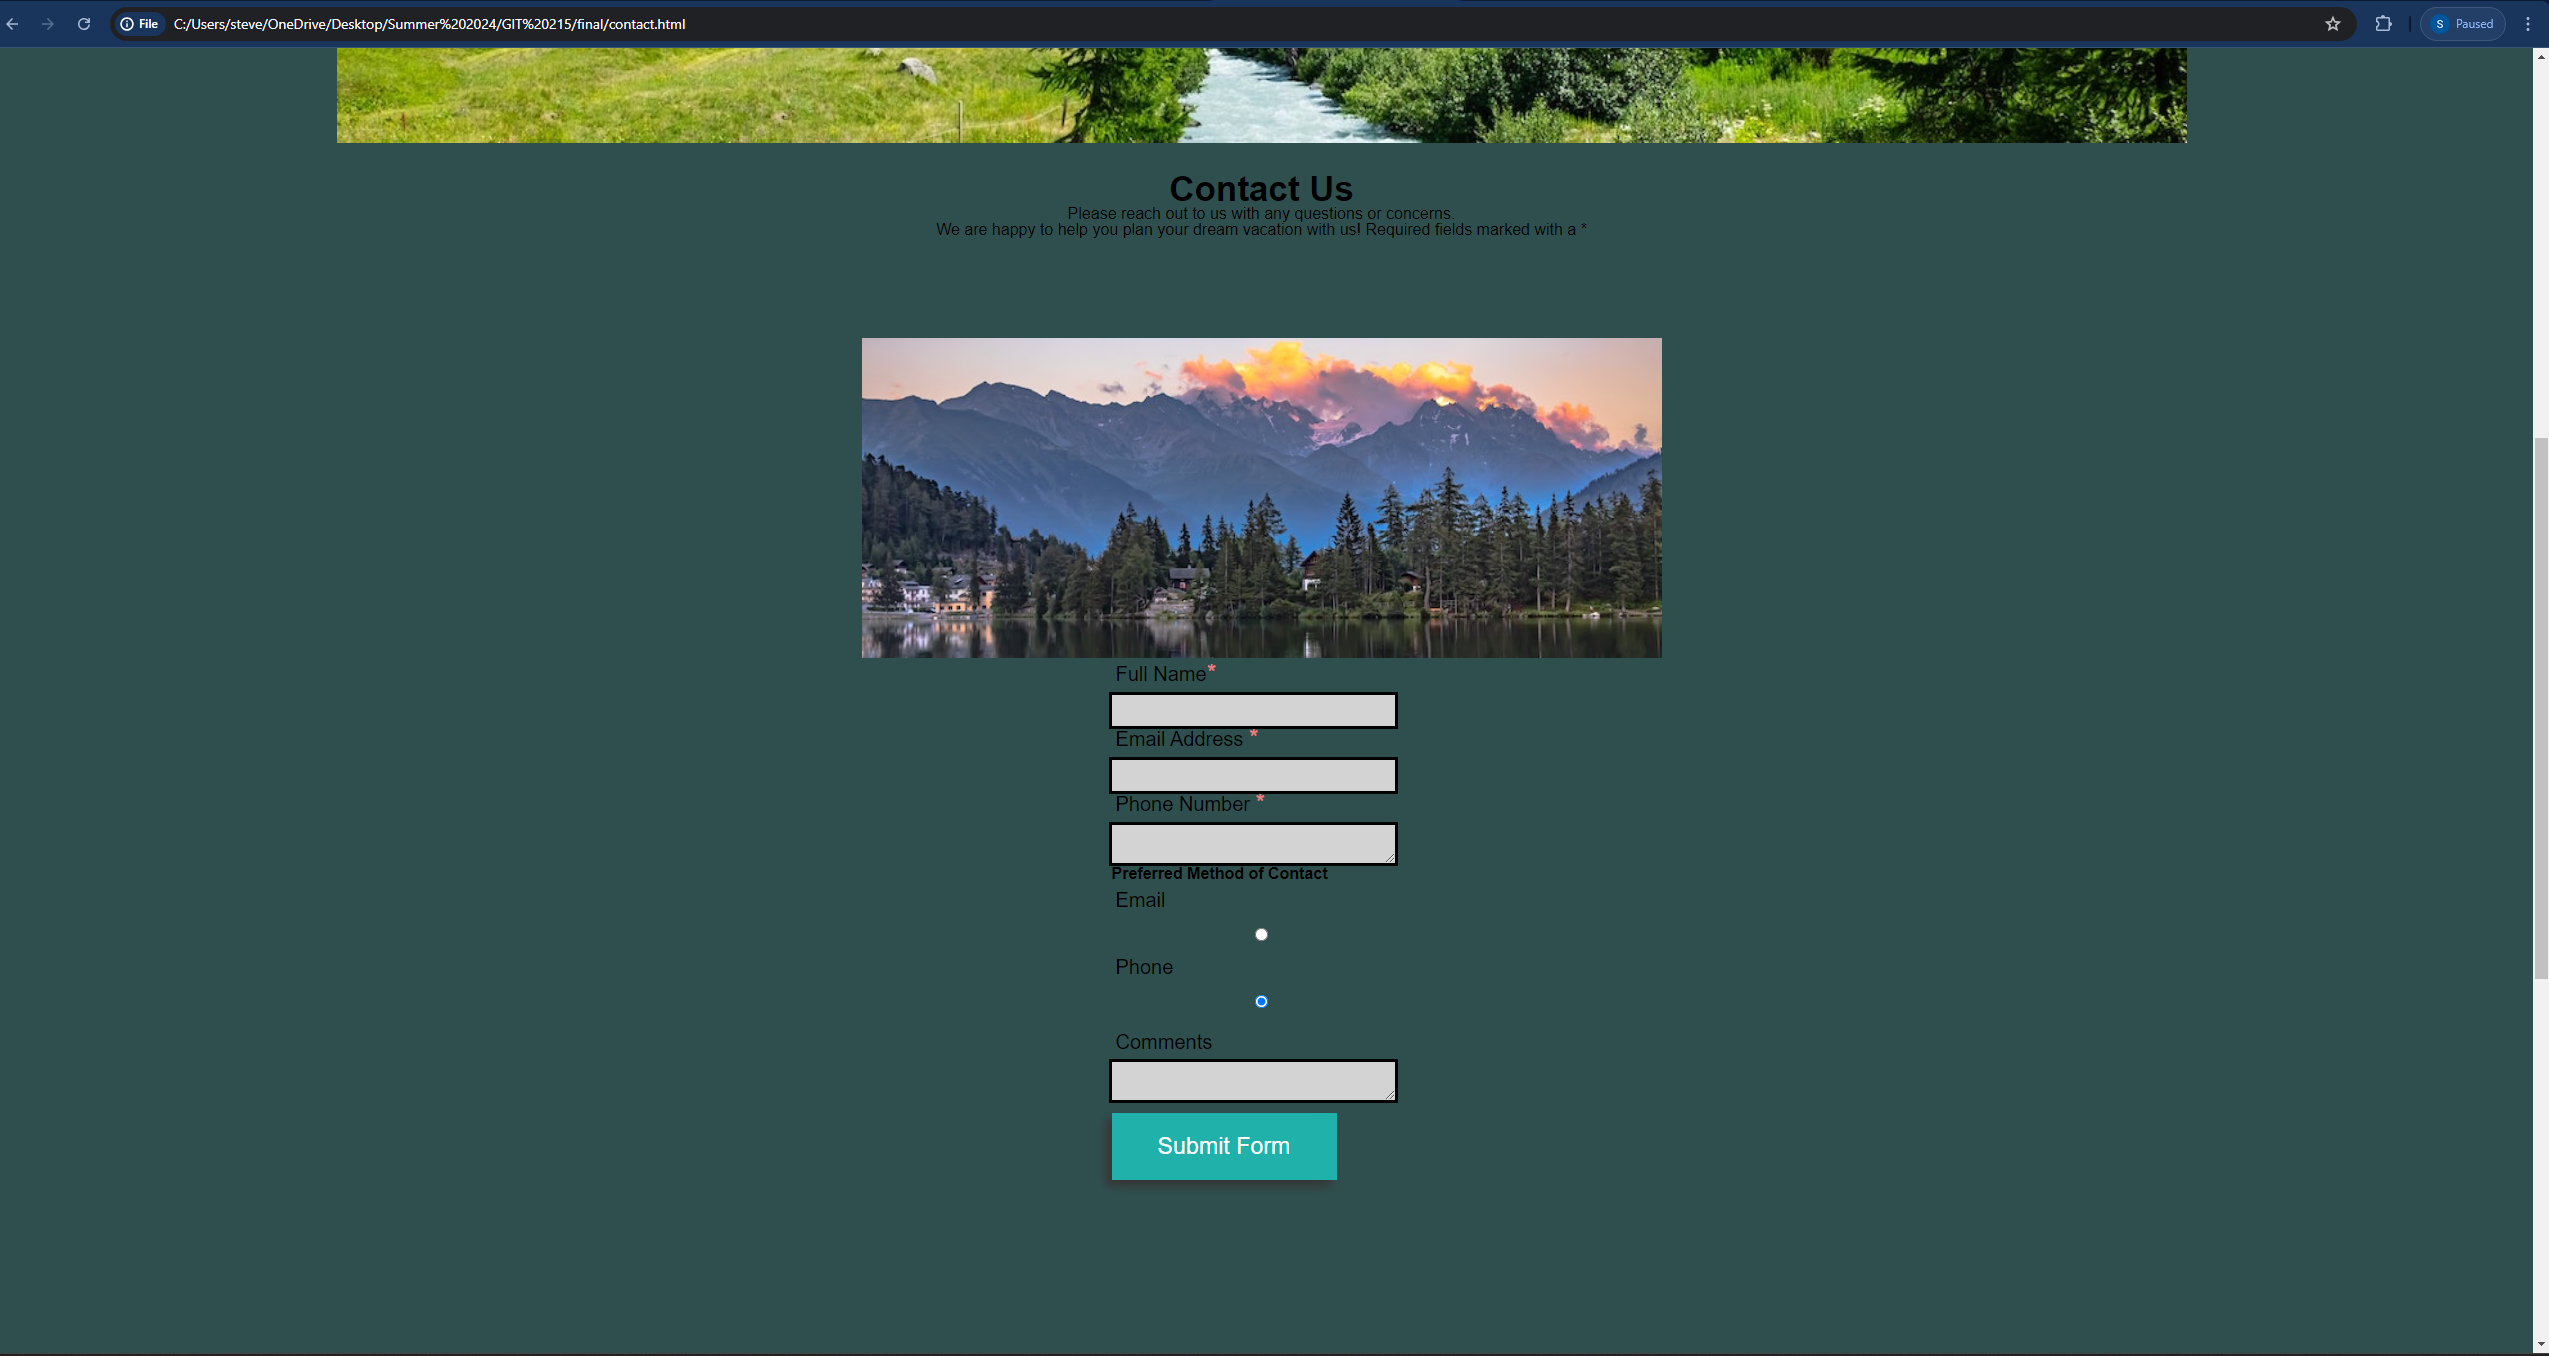 File C:/Users/steve/OneDrive/Desktop/Summer%202024/GIT%20215/final/contact.html S Paused
Contact Us
Please reach out to us with any questions or concerns.
We are happy to help you plan your dream vacation with us! Required fields marked with a *
Full Name*
Email Address *
Phone Number *
Preferred Method of Contact
Email
Phone
Comments
Submit Form